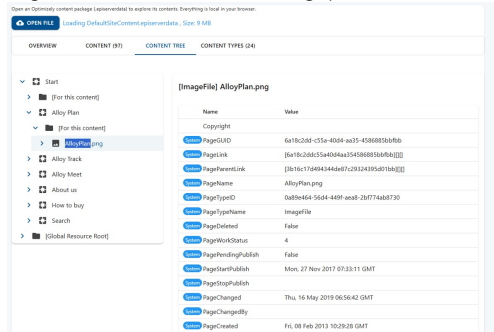 Open an Optimizely content package (.episerverdata) to explore its contents. Everything is local in your browser.
OPEN FILE Loading DefaultSiteContent.episerverdata , Size: 9 MB
OVERVIEW CONTENT (97) CONTENT TREE CONTENT TYPES (24)
Start
[For this content]
Alloy Plan
[For this content]
AlloyPlan.png
Alloy Track
Alloy Meet
About us
How to buy
Search
[Global Resource Root]
[ImageFile] AlloyPlan.png
Name Value
Copyright
System PageGUID 6a18c2dd-c55a-40d4-aa35-4586885bbfbb
System PageLink [6a18c2ddc55a40d4aa354586885bbfbb][][]
System PageParentLink [3b16c17d494344da87c29324395d01bb][][]
System PageName AlloyPlan.png
System PageTypeID 0a89e464-56d4-449f-aea8-2bf774ab8730
System PageTypeName ImageFile
System PageDeleted False
System PageWorkStatus 4
System PagePendingPublish False
System PageStartPublish Mon, 27 Nov 2017 07:33:11 GMT
System PageStopPublish
System PageChanged Thu, 16 May 2019 06:56:42 GMT
System PageChangedBy
System PageCreated Fri, 08 Feb 2013 10:29:28 GMT